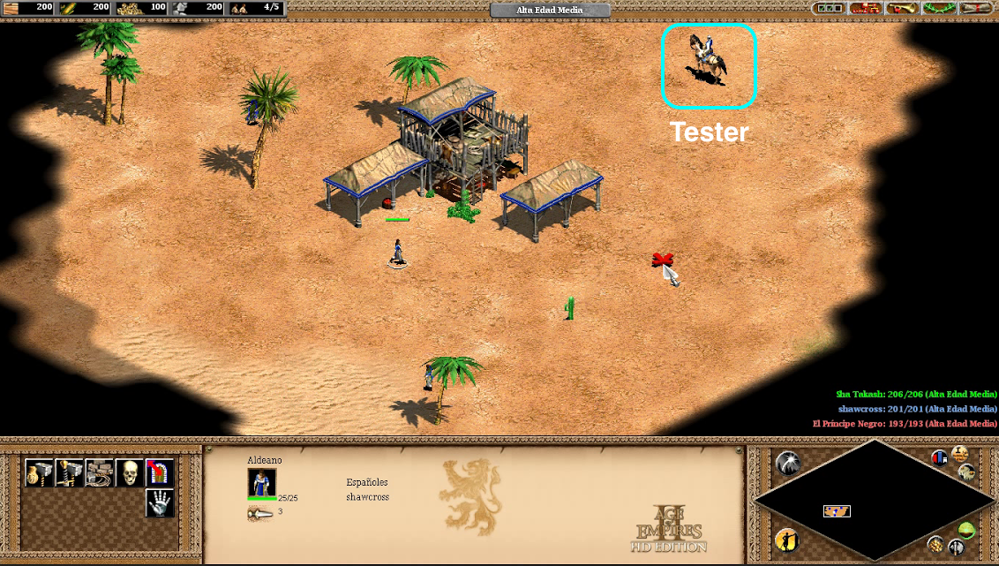 200 200 100 200 4/5
Alta Edad Media
Tester
Sha Takash: 206/206 (Alta Edad Media)
shawcross: 201/201 (Alta Edad Media)
El Príncipe Negro: 193/193 (Alta Edad Media)
Aldeano
25/25
3
Españoles
shawcross
AGE OF EMPIRES II
HD EDITION